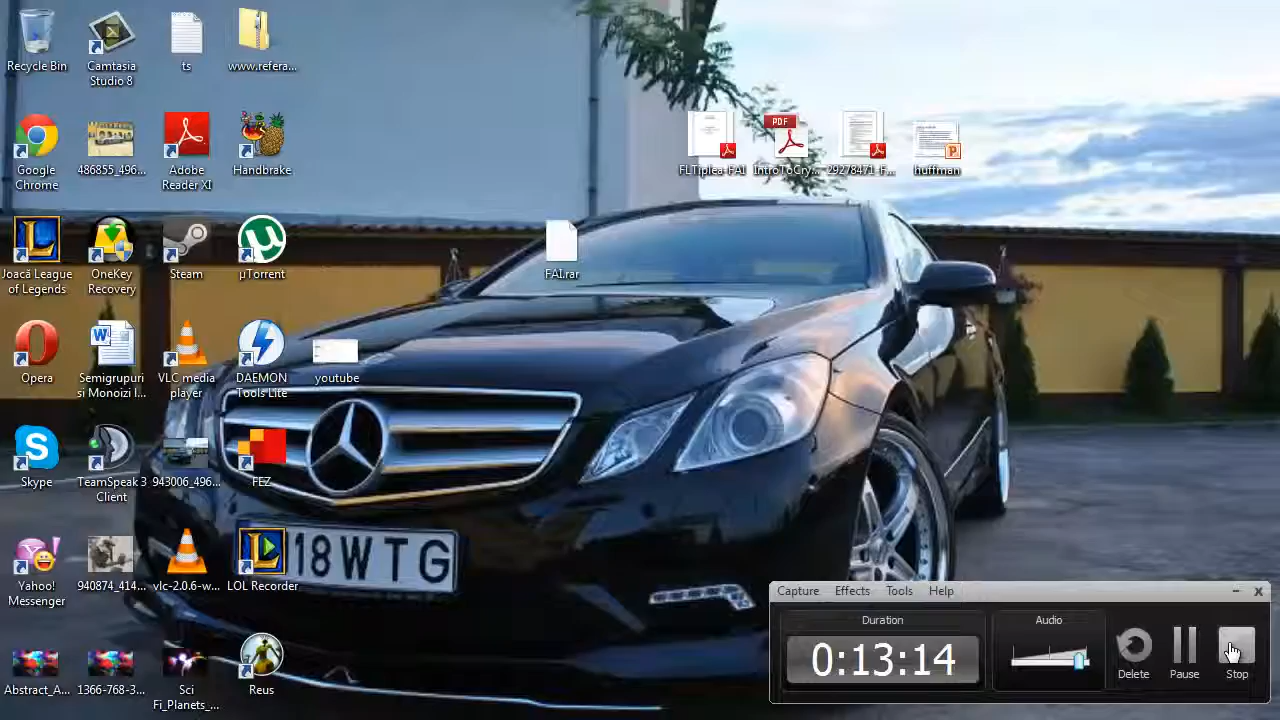 Recycle Bin
Camtasia
Studio 8
ts
www.refera...
Google
Chrome
486855_496...
Adobe
Reader XI
Handbrake
FLTiplea-FAI
PDF
IntroToCry...
29278471-F...
huffman
Joacă League
of Legends
OneKey
Recovery
Steam
µTorrent
FAI.rar
Opera
Semigrupuri
si Monoizi l...
VLC media
player
DAEMON
Tools Lite
youtube
Skype
TeamSpeak 3
Client
943006_496...
FEZ
18WTG
Yahoo!
Messenger
940874_414...
vlc-2.0.6-w...
LOL Recorder
Abstract_A...
1366-768-3...
Sci
Fi_Planets_...
Reus
Capture Effects Tools Help
Duration
0:13:14
Audio
Delete
Pause
Stop